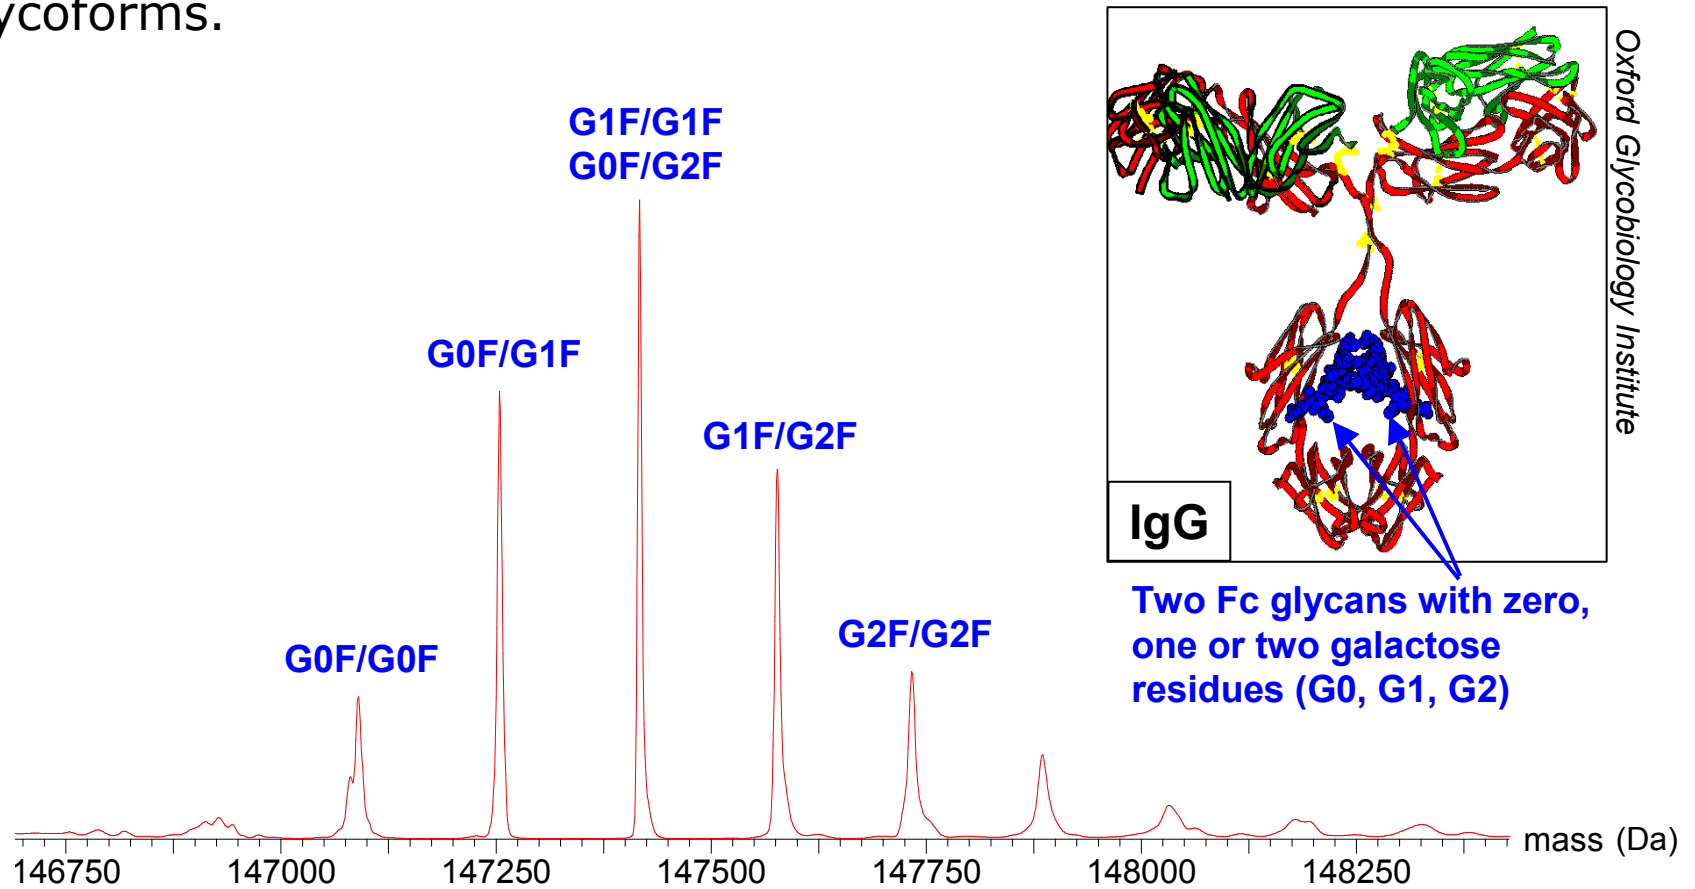 ycoforms.
G1F/G1F
G0F/G2F
G0F/G1F
G1F/G2F
G2F/G2F
G0F/G0F
Oxford Glycobiology Institute
IgG
Two Fc glycans with zero,
one or two galactose
residues (G0, G1, G2)
mass (Da)
146750 147000 147250 147500 147750 148000 148250